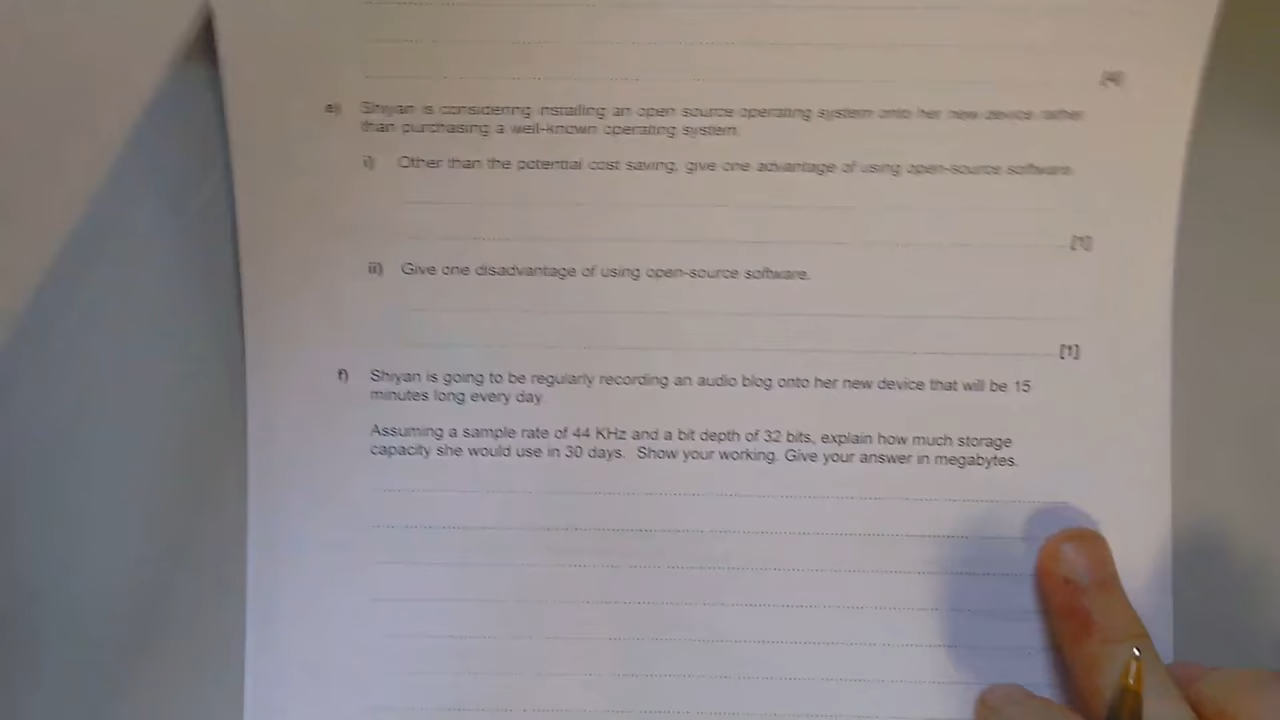 [4]
e) Shiyan is considering installing an open source operating system onto her new device rather
than purchasing a well-known operating system.
i) Other than the potential cost saving, give one advantage of using open-source software.
[1]
ii) Give one disadvantage of using open-source software.
[1]
f) Shiyan is going to be regularly recording an audio blog onto her new device that will be 15
minutes long every day
Assuming a sample rate of 44 KHz and a bit depth of 32 bits, explain how much storage
capacity she would use in 30 days. Show your working. Give your answer in megabytes.